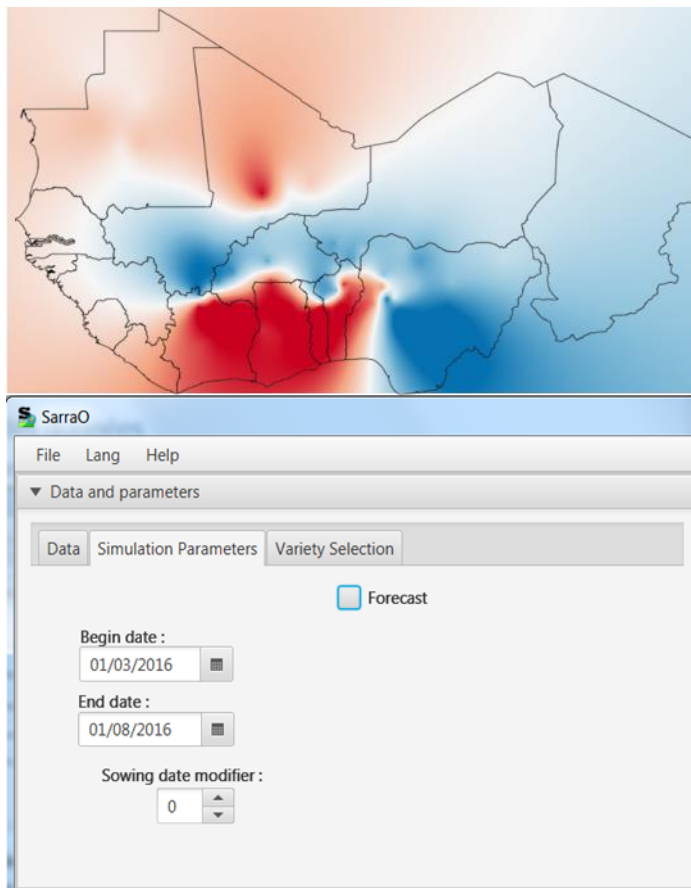 SarraO
File Lang Help
Data and parameters
Data Simulation Parameters Variety Selection
Forecast
Begin date :
01/03/2016
End date :
01/08/2016
Sowing date modifier :
0